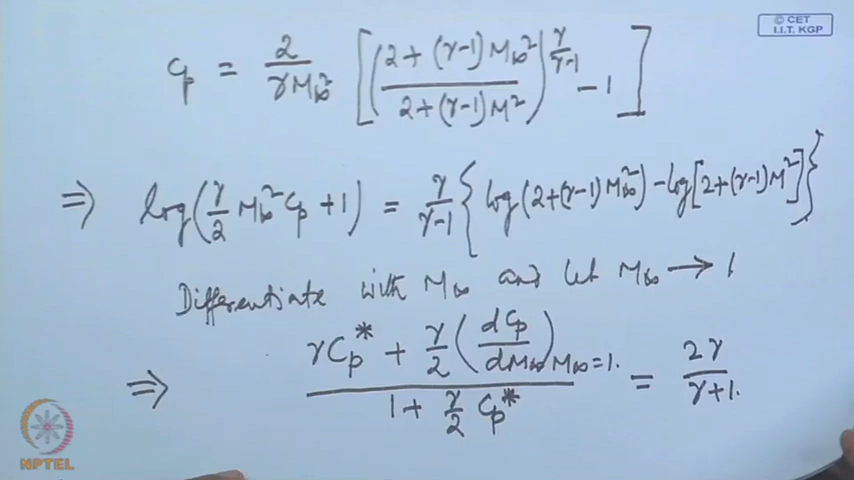 © CET
I.I.T. KGP
Cp = 2/(γM∞²) [((2+(γ-1)M∞²)/(2+(γ-1)M²))^(γ/(γ-1)) - 1]
⇒ log(γ/2 M∞² Cp + 1) = γ/(γ-1) { log(2+(γ-1)M∞²) - log[2+(γ-1)M²] }
Differentiate with M∞ and let M∞ → 1
⇒ (γCp* + γ/2 (dCp/dM∞)M∞=1.)/(1 + γ/2 Cp*) = 2γ/(γ+1).
NPTEL